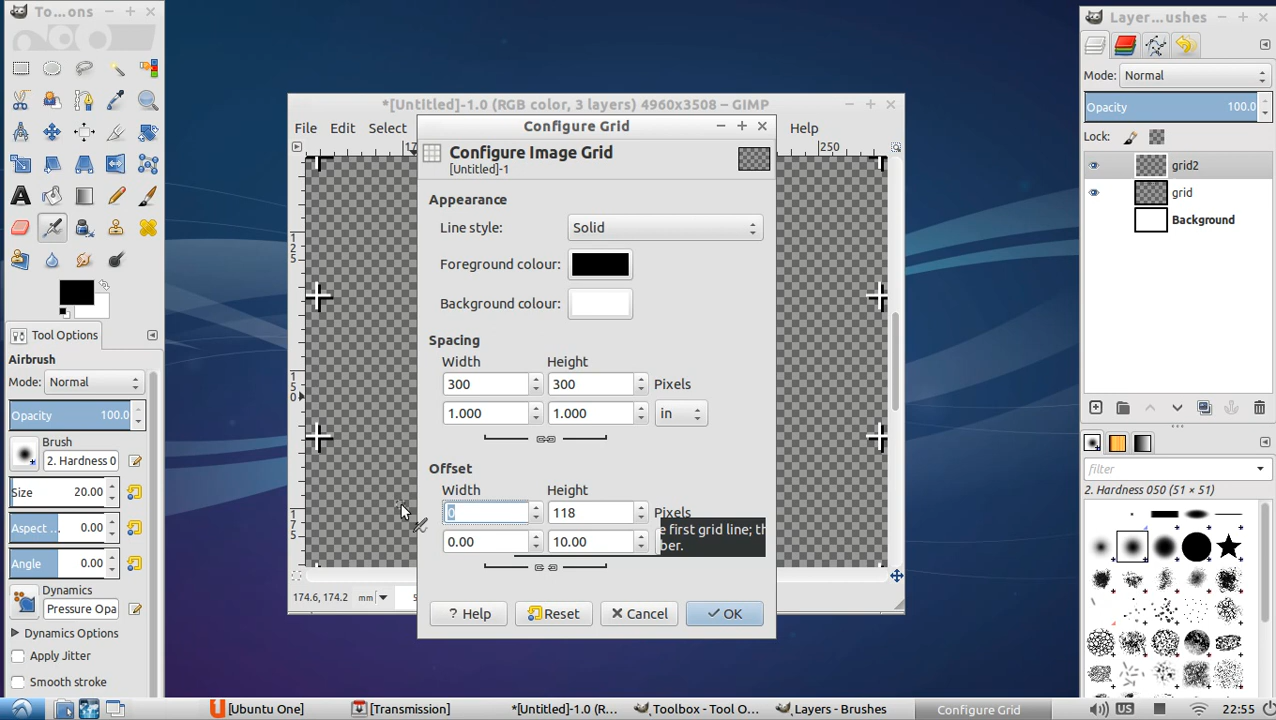 To...ons
Layer...ushes
Mode: Normal
Opacity 100.0
Lock:
grid2
grid
Background
*[Untitled]-1.0 (RGB color, 3 layers) 4960x3508 – GIMP
File Edit Select
Help
250
Configure Grid
Configure Image Grid
[Untitled]-1
Appearance
Line style: Solid
Foreground colour:
Background colour:
Spacing
Width Height
300 300 Pixels
1.000 1.000 in
Offset
Width Height
0 118 Pixels
0.00 10.00
e first grid line; th
ber.
? Help Reset Cancel OK
174.6, 174.2 mm
Tool Options
Airbrush
Mode: Normal
Opacity 100.0
Brush
2. Hardness 0
Size 20.00
Aspect ... 0.00
Angle 0.00
Dynamics
Pressure Opa
Dynamics Options
Apply Jitter
Smooth stroke
filter
2. Hardness 050 (51 × 51)
[Ubuntu One] [Transmission] *[Untitled]-1.0 (R... Toolbox - Tool O... Layers - Brushes Configure Grid US 22:55